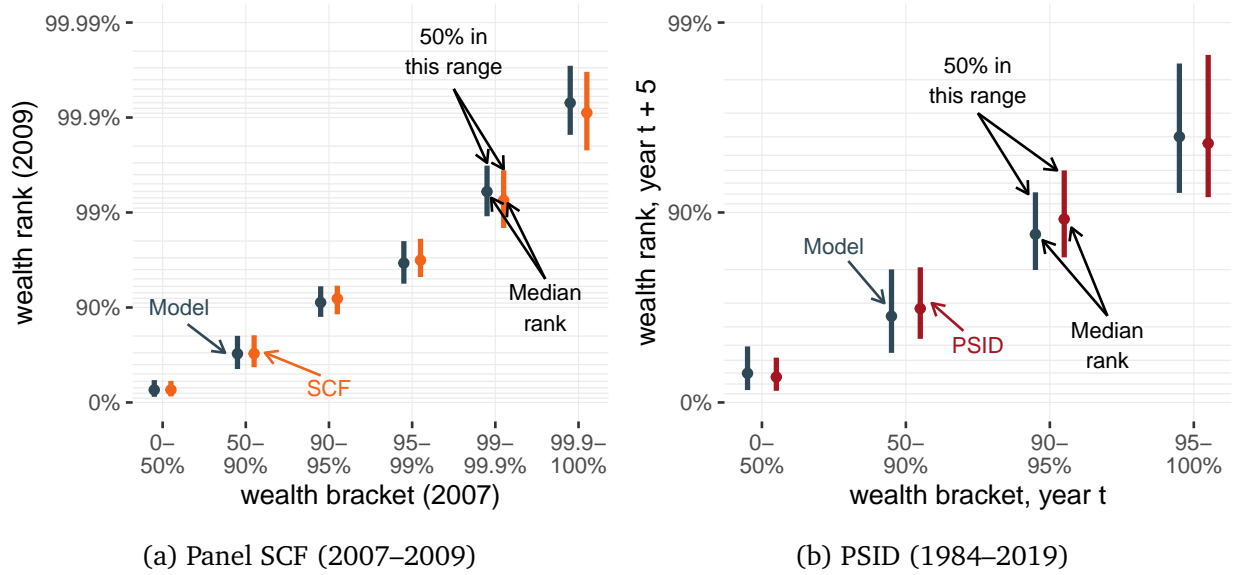 99.99%
99.9%
99%
90%
0%
wealth rank (2009)
50% in
this range
Median
rank
Model
SCF
0–
50%
50–
90%
90–
95%
95–
99%
99–
99.9%
99.9–
100%
wealth bracket (2007)
(a) Panel SCF (2007–2009)
99%
90%
0%
wealth rank, year t + 5
50% in
this range
Model
PSID
Median
rank
0–
50%
50–
90%
90–
95%
95–
100%
wealth bracket, year t
(b) PSID (1984–2019)